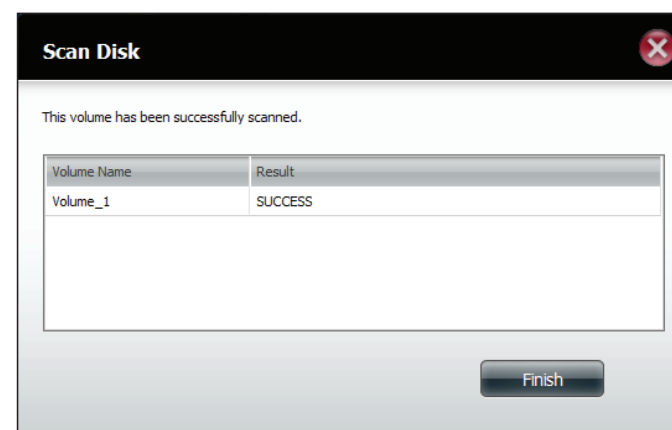 Scan Disk
This volume has been successfully scanned.
Volume Name Result
Volume_1 SUCCESS
Finish